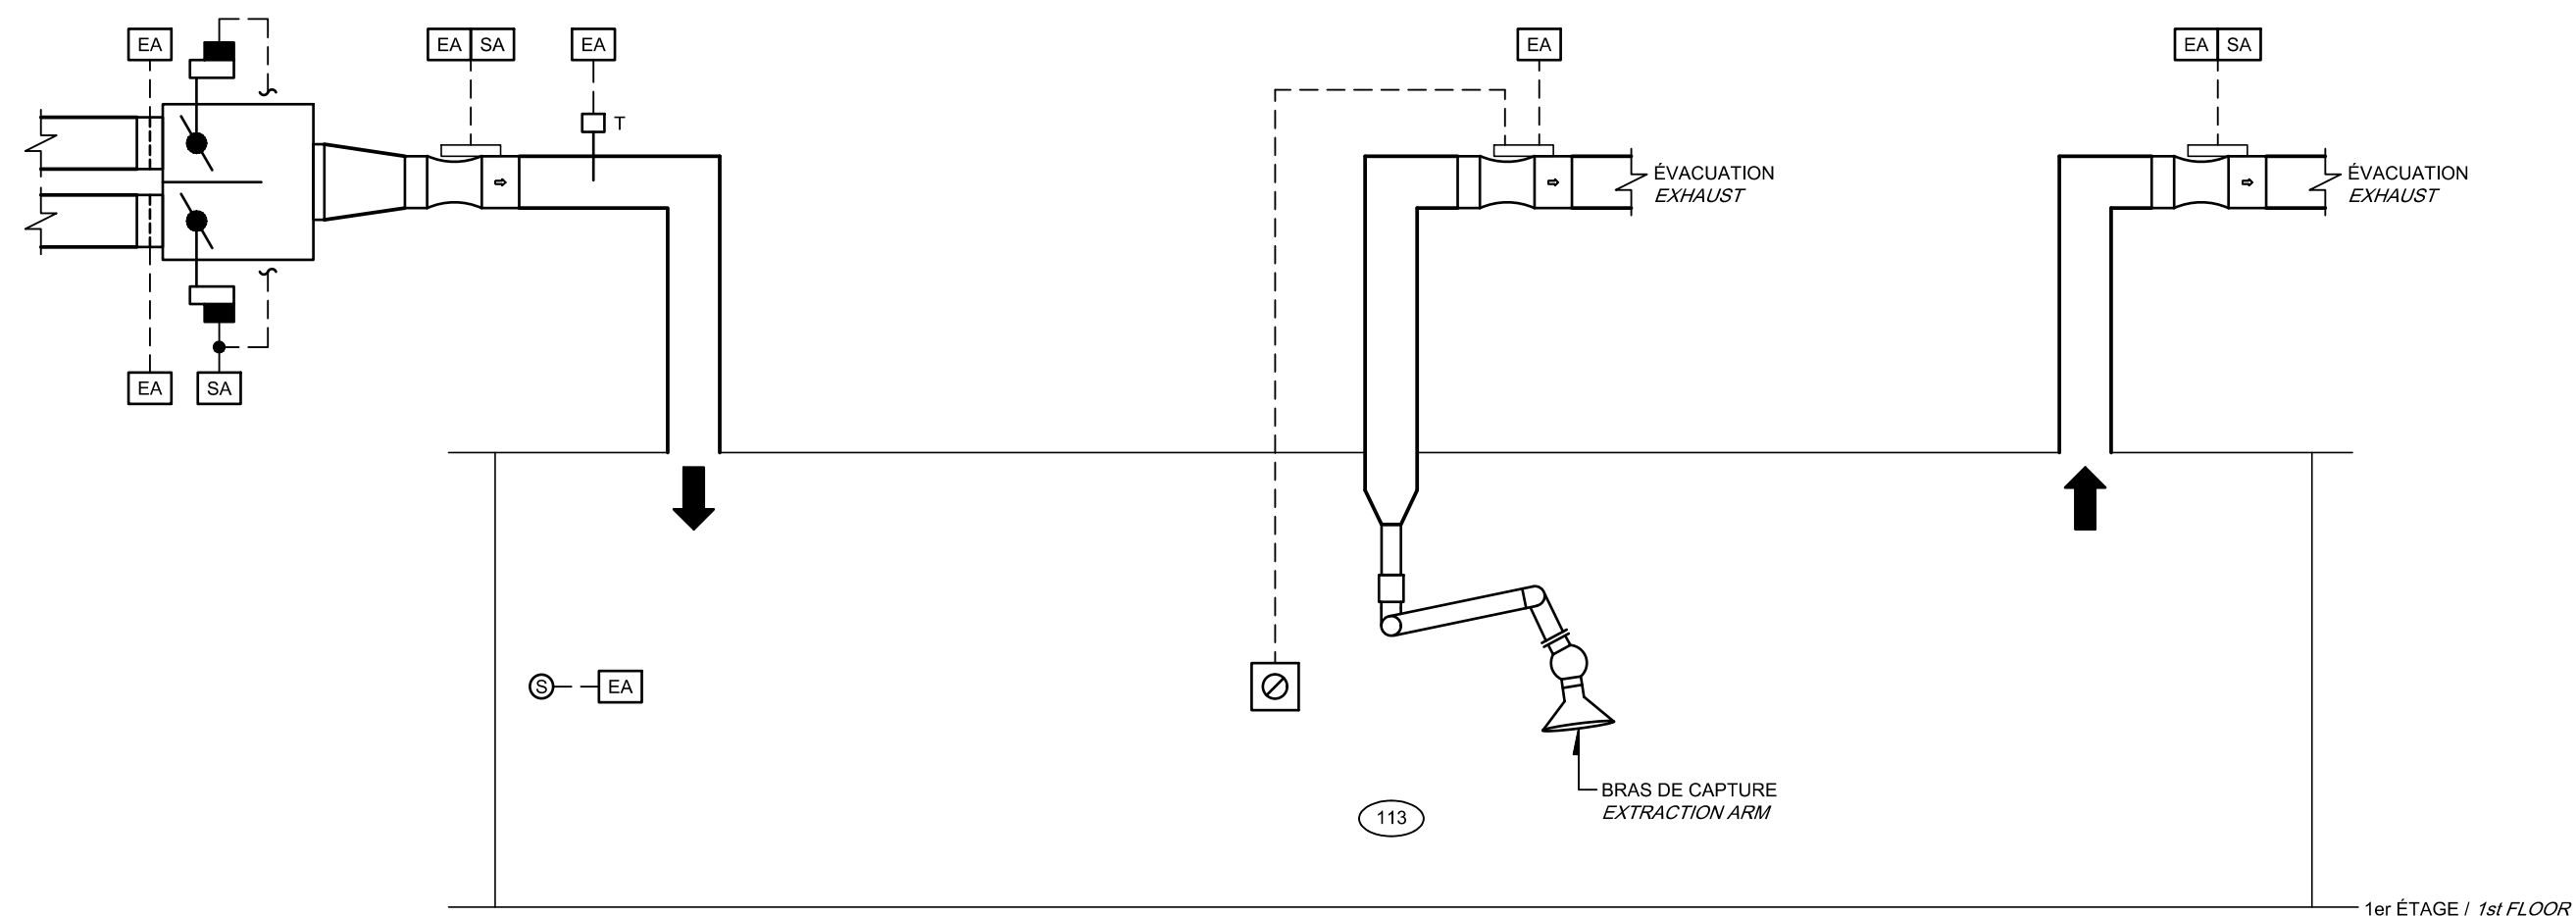 EA
EA SA
EA
EA
EA SA
T
ÉVACUATION
EXHAUST
ÉVACUATION
EXHAUST
EA
SA
S
EA
BRAS DE CAPTURE
EXTRACTION ARM
113
1er ÉTAGE / 1st FLOOR